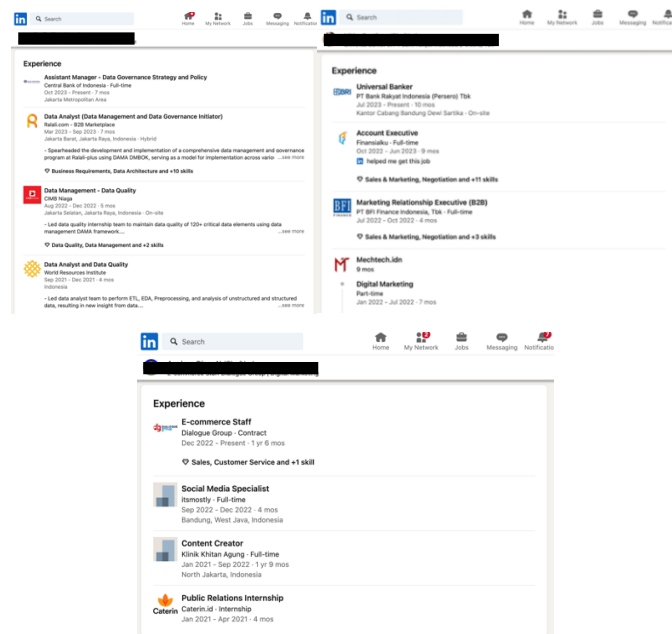 in
Search
Home
My Network
Jobs
Messaging
Notification
Experience
Assistant Manager - Data Governance Strategy and Policy
Central Bank of Indonesia · Full-time
Oct 2023 - Present · 7 mos
Jakarta Metropolitan Area
Data Analyst (Data Management and Data Governance Initiator)
Ralali.com - B2B Marketplace
Mar 2023 - Sep 2023 · 7 mos
Jakarta Barat, Jakarta Raya, Indonesia · Hybrid
- Spearheaded the development and implementation of a comprehensive data management and governance
program at Ralali-plus using DAMA DMBOK, serving as a model for implementation across vario ...see more
Business Requirements, Data Architecture and +10 skills
Data Management - Data Quality
CIMB Niaga
Aug 2022 - Dec 2022 · 5 mos
Jakarta Selatan, Jakarta Raya, Indonesia · On-site
- Led data quality internship team to maintain data quality of 120+ critical data elements using data
management DAMA framework... ...see more
Data Quality, Data Management and +2 skills
Data Analyst and Data Quality
World Resources Institute
Sep 2021 - Dec 2021 · 4 mos
Indonesia
- Led data analyst team to perform ETL, EDA, Preprocessing, and analysis of unstructured and structured
data, resulting in new insight from data.... ...see more
in
Search
Home
My Network
Jobs
Messaging
Notifica
Experience
BRI
Universal Banker
PT Bank Rakyat Indonesia (Persero) Tbk
Jul 2023 - Present · 10 mos
Kantor Cabang Bandung Dewi Sartika · On-site
Account Executive
Finansialku · Full-time
Oct 2022 - Jun 2023 · 9 mos
in helped me get this job
Sales & Marketing, Negotiation and +11 skills
BFI
FINANCE
Marketing Relationship Executive (B2B)
PT BFI Finance Indonesia, Tbk · Full-time
Jul 2022 - Oct 2022 · 4 mos
Sales & Marketing, Negotiation and +3 skills
Mechtech.idn
9 mos
Digital Marketing
Part-time
Jan 2022 - Jul 2022 · 7 mos
in
Search
Home
2
My Network
Jobs
Messaging
7
Notificatio
Experience
E-commerce Staff
Dialogue Group · Contract
Dec 2022 - Present · 1 yr 6 mos
Sales, Customer Service and +1 skill
Social Media Specialist
itsmostly · Full-time
Sep 2022 - Dec 2022 · 4 mos
Bandung, West Java, Indonesia
Content Creator
Klinik Khitan Agung · Full-time
Jan 2021 - Sep 2022 · 1 yr 9 mos
North Jakarta, Indonesia
Caterin
Public Relations Internship
Caterin.id · Internship
Jan 2021 - Apr 2021 · 4 mos